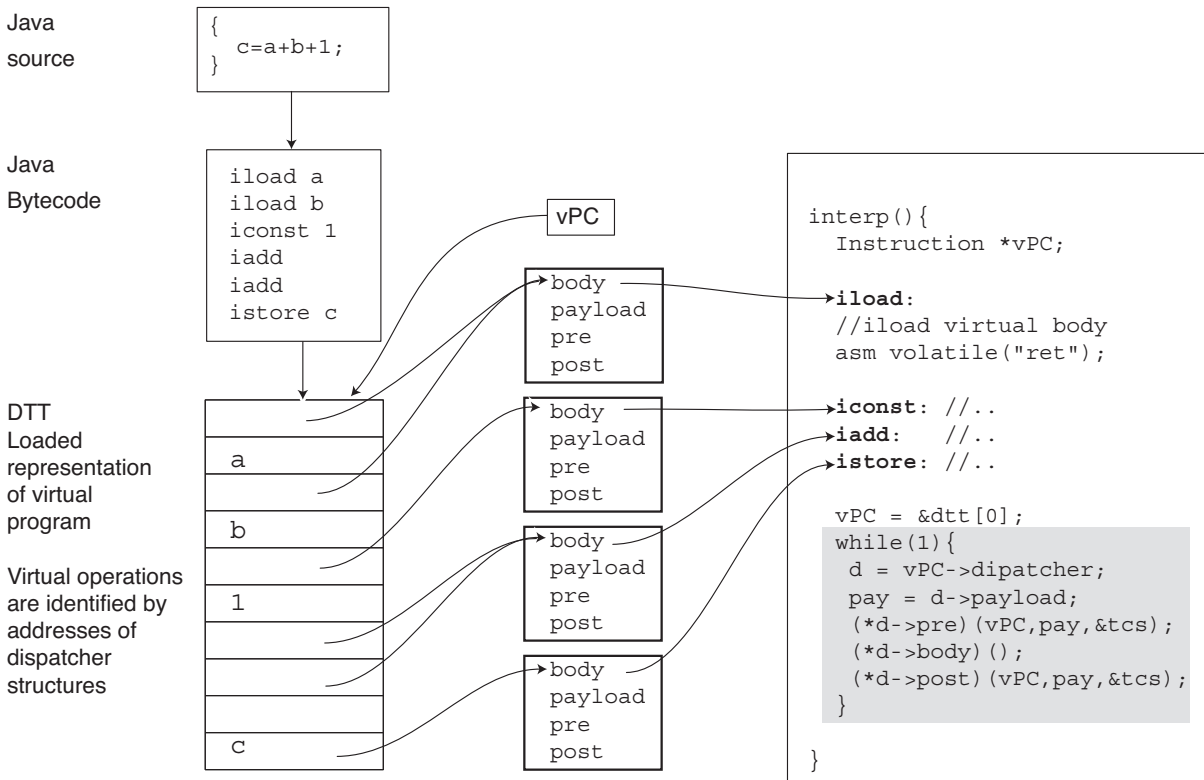 Java
source
{
c=a+b+1;
}
Java
Bytecode
iload a
iload b
iconst 1
iadd
iadd
istore c
vPC
DTT
Loaded
representation
of virtual
program
Virtual operations
are identified by
addresses of
dispatcher
structures
a
b
1
c
body
payload
pre
post
body
payload
pre
post
body
payload
pre
post
body
payload
pre
post
interp(){
Instruction *vPC;
iload:
//iload virtual body
asm volatile("ret");
iconst: //..
iadd: //..
istore: //..
vPC = &dtt[0];
while(1){
d = vPC->dipatcher;
pay = d->payload;
(*d->pre)(vPC,pay,&tcs);
(*d->body)();
(*d->post)(vPC,pay,&tcs);
}
}